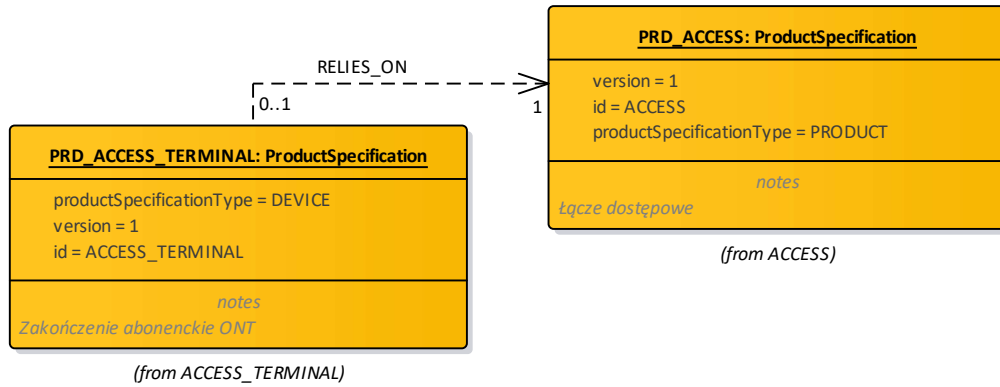 PRD_ACCESS: ProductSpecification
version = 1
id = ACCESS
productSpecificationType = PRODUCT
notes
Łącze dostępowe
(from ACCESS)
RELIES_ON
0..1
1
PRD_ACCESS_TERMINAL: ProductSpecification
productSpecificationType = DEVICE
version = 1
id = ACCESS_TERMINAL
notes
Zakończenie abonenckie ONT
(from ACCESS_TERMINAL)